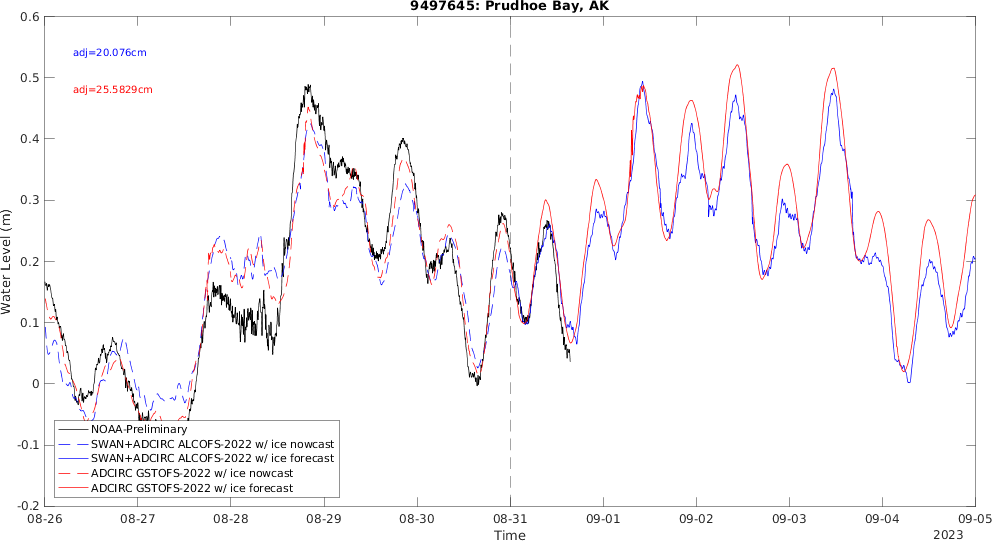 9497645: Prudhoe Bay, AK
adj=20.076cm
adj=25.5829cm
Water Level (m)
0.6
0.5
0.4
0.3
0.2
0.1
0
-0.1
-0.2
NOAA-Preliminary
SWAN+ADCIRC ALCOFS-2022 w/ ice nowcast
SWAN+ADCIRC ALCOFS-2022 w/ ice forecast
ADCIRC GSTOFS-2022 w/ ice nowcast
ADCIRC GSTOFS-2022 w/ ice forecast
08-26 08-27 08-28 08-29 08-30 08-31 09-01 09-02 09-03 09-04 09-05
Time
2023